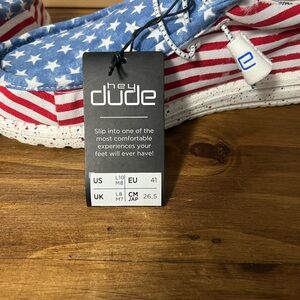 hey
dude
Slip into one of the
most comfortable
experiences your
feet will ever have!
US L10 M8 EU 41
UK L8 M7 CM JAP 26,5